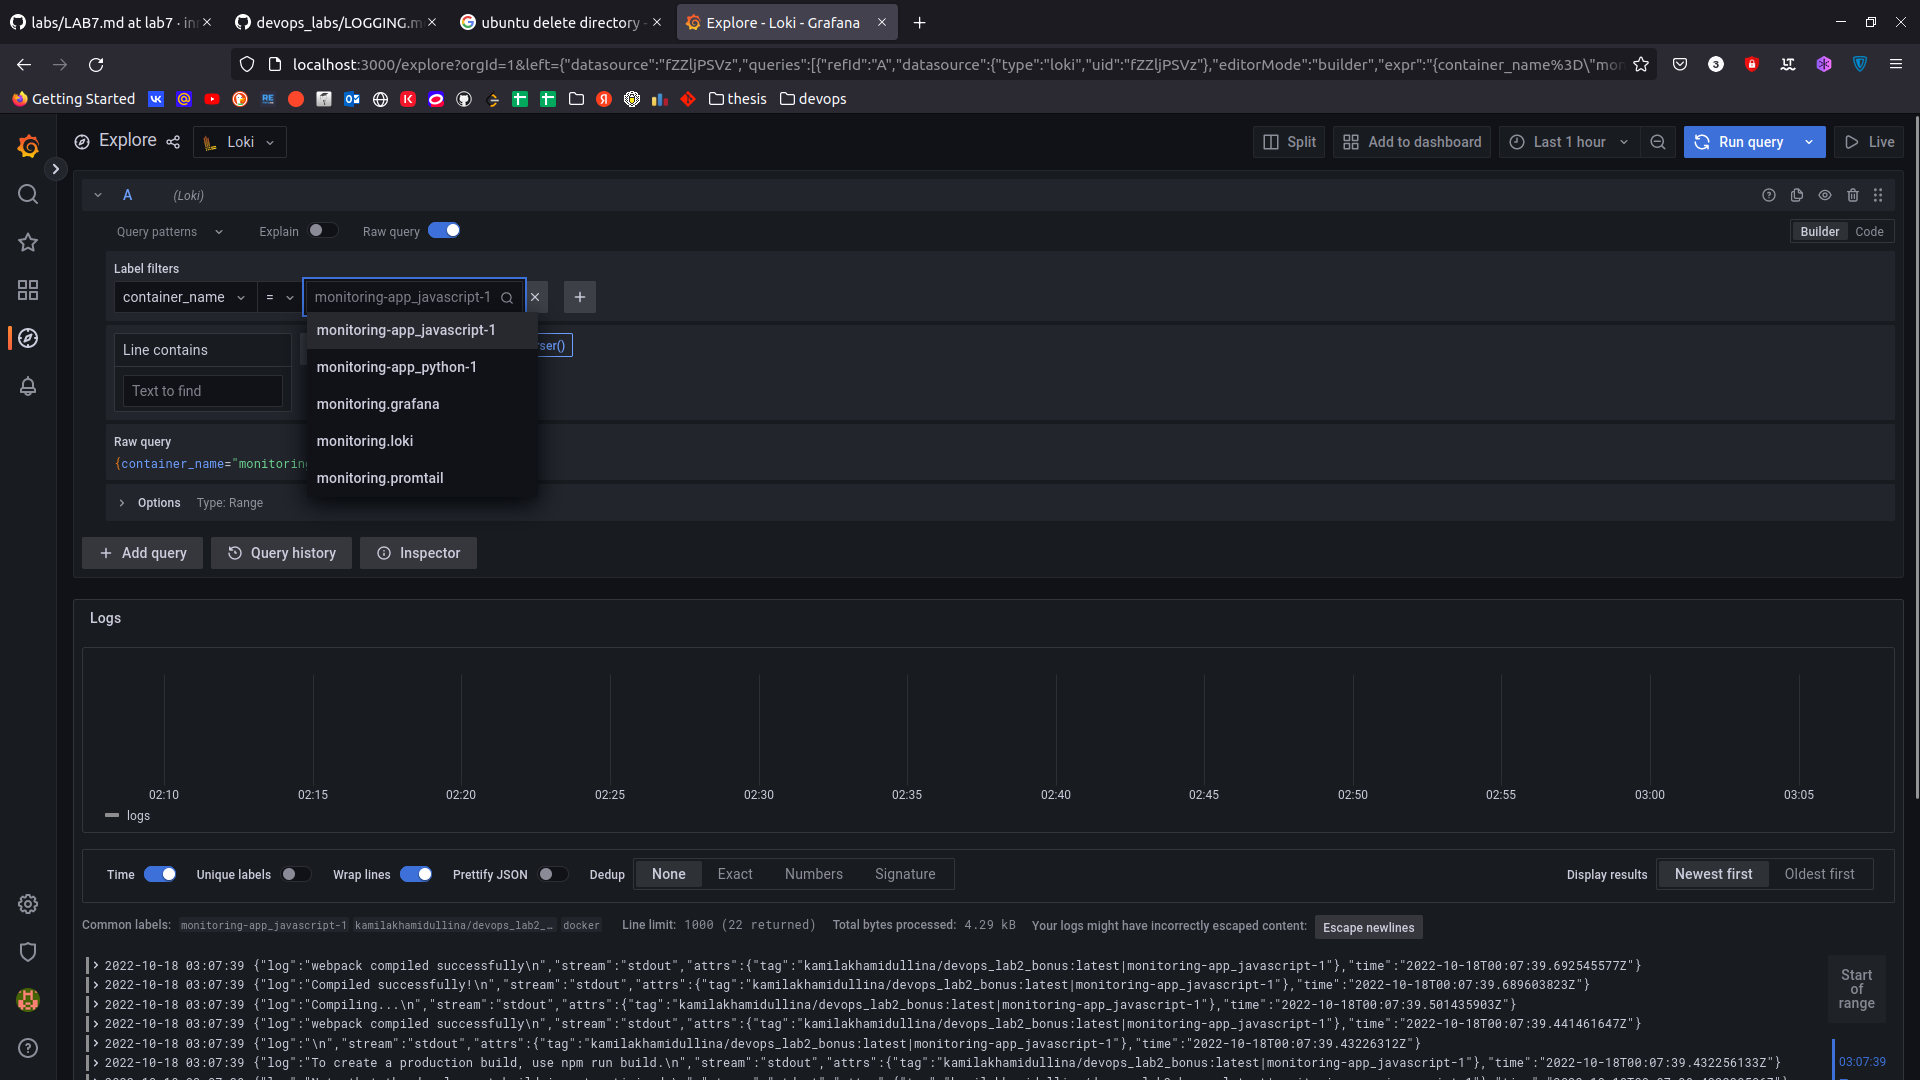 labs/LAB7.md at lab7 · inn
devops_labs/LOGGING.m
ubuntu delete directory -
Explore - Loki - Grafana
localhost:3000/explore?orgId=1&left={"datasource":"fZZljPSVz","queries":[{"refId":"A","datasource":{"type":"loki","uid":"fZZljPSVz"},"editorMode":"builder","expr":"{container_name%3D\"mon
Getting Started
thesis
devops
Explore
Loki
Split
Add to dashboard
Last 1 hour
Run query
Live
A
(Loki)
Query patterns
Explain
Raw query
Builder
Code
Label filters
container_name
=
monitoring-app_javascript-1
monitoring-app_javascript-1
monitoring-app_python-1
monitoring.grafana
monitoring.loki
monitoring.promtail
Line contains
Text to find
rser()
Raw query
{container_name="monitoring
Options
Type: Range
Add query
Query history
Inspector
Logs
02:10 02:15 02:20 02:25 02:30 02:35 02:40 02:45 02:50 02:55 03:00 03:05
logs
Time
Unique labels
Wrap lines
Prettify JSON
Dedup
None
Exact
Numbers
Signature
Display results
Newest first
Oldest first
Common labels: monitoring-app_javascript-1 kamilakhamidullina/devops_lab2_… docker Line limit: 1000 (22 returned) Total bytes processed: 4.29 kB Your logs might have incorrectly escaped content: Escape newlines
2022-10-18 03:07:39 {"log":"webpack compiled successfully\n","stream":"stdout","attrs":{"tag":"kamilakhamidullina/devops_lab2_bonus:latest|monitoring-app_javascript-1"},"time":"2022-10-18T00:07:39.692545577Z"}
2022-10-18 03:07:39 {"log":"Compiled successfully!\n","stream":"stdout","attrs":{"tag":"kamilakhamidullina/devops_lab2_bonus:latest|monitoring-app_javascript-1"},"time":"2022-10-18T00:07:39.689603823Z"}
2022-10-18 03:07:39 {"log":"Compiling...\n","stream":"stdout","attrs":{"tag":"kamilakhamidullina/devops_lab2_bonus:latest|monitoring-app_javascript-1"},"time":"2022-10-18T00:07:39.501435903Z"}
2022-10-18 03:07:39 {"log":"webpack compiled successfully\n","stream":"stdout","attrs":{"tag":"kamilakhamidullina/devops_lab2_bonus:latest|monitoring-app_javascript-1"},"time":"2022-10-18T00:07:39.441461647Z"}
2022-10-18 03:07:39 {"log":"\n","stream":"stdout","attrs":{"tag":"kamilakhamidullina/devops_lab2_bonus:latest|monitoring-app_javascript-1"},"time":"2022-10-18T00:07:39.43226312Z"}
2022-10-18 03:07:39 {"log":"To create a production build, use npm run build.\n","stream":"stdout","attrs":{"tag":"kamilakhamidullina/devops_lab2_bonus:latest|monitoring-app_javascript-1"},"time":"2022-10-18T00:07:39.432256133Z"}
Start
of
range
03:07:39